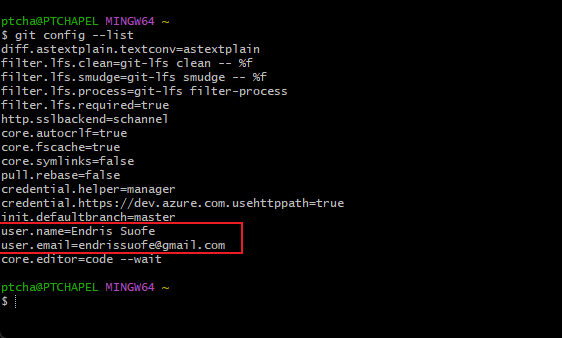 ptcha@PTCHAPEL MINGW64 ~
$ git config --list
diff.astextplain.textconv=astextplain
filter.lfs.clean=git-lfs clean -- %f
filter.lfs.smudge=git-lfs smudge -- %f
filter.lfs.process=git-lfs filter-process
filter.lfs.required=true
http.sslbackend=schannel
core.autocrlf=true
core.fscache=true
core.symlinks=false
pull.rebase=false
credential.helper=manager
credential.https://dev.azure.com.usehttppath=true
init.defaultbranch=master
user.name=Endris Suofe
user.email=endrissuofe@gmail.com
core.editor=code --wait
ptcha@PTCHAPEL MINGW64 ~
$